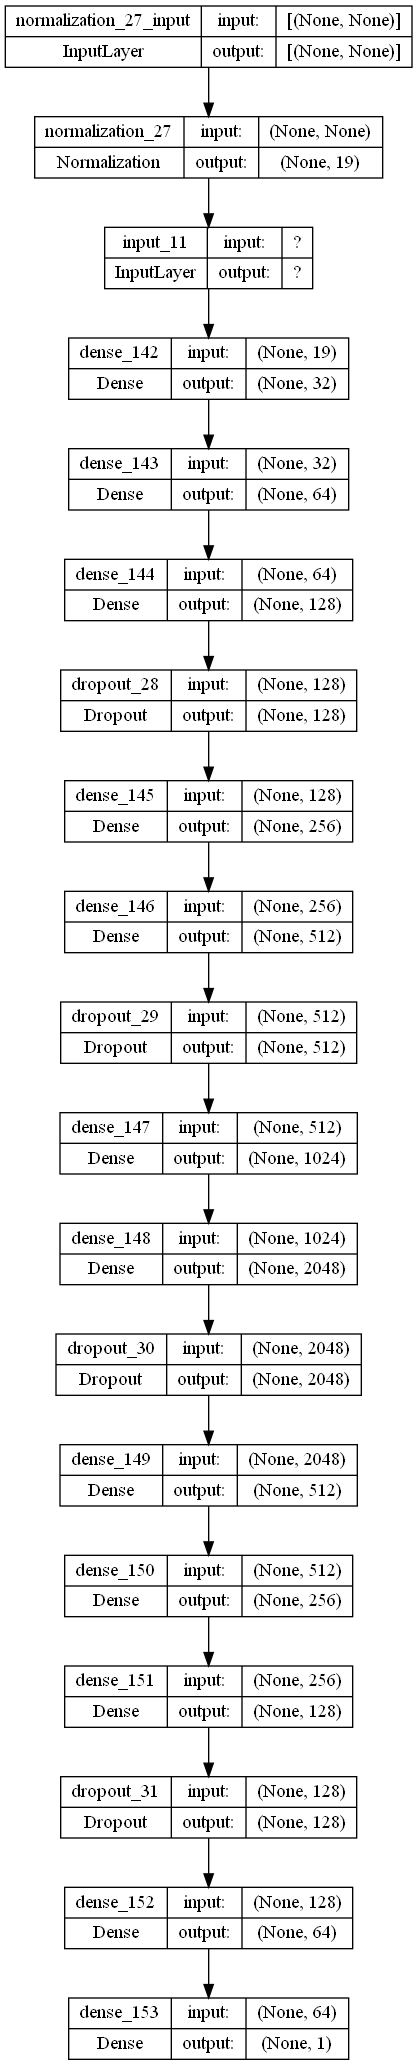 normalization_27_input input: [(None, None)]
InputLayer output: [(None, None)]
normalization_27 input: (None, None)
Normalization output: (None, 19)
input_11 input: ?
InputLayer output: ?
dense_142 input: (None, 19)
Dense output: (None, 32)
dense_143 input: (None, 32)
Dense output: (None, 64)
dense_144 input: (None, 64)
Dense output: (None, 128)
dropout_28 input: (None, 128)
Dropout output: (None, 128)
dense_145 input: (None, 128)
Dense output: (None, 256)
dense_146 input: (None, 256)
Dense output: (None, 512)
dropout_29 input: (None, 512)
Dropout output: (None, 512)
dense_147 input: (None, 512)
Dense output: (None, 1024)
dense_148 input: (None, 1024)
Dense output: (None, 2048)
dropout_30 input: (None, 2048)
Dropout output: (None, 2048)
dense_149 input: (None, 2048)
Dense output: (None, 512)
dense_150 input: (None, 512)
Dense output: (None, 256)
dense_151 input: (None, 256)
Dense output: (None, 128)
dropout_31 input: (None, 128)
Dropout output: (None, 128)
dense_152 input: (None, 128)
Dense output: (None, 64)
dense_153 input: (None, 64)
Dense output: (None, 1)